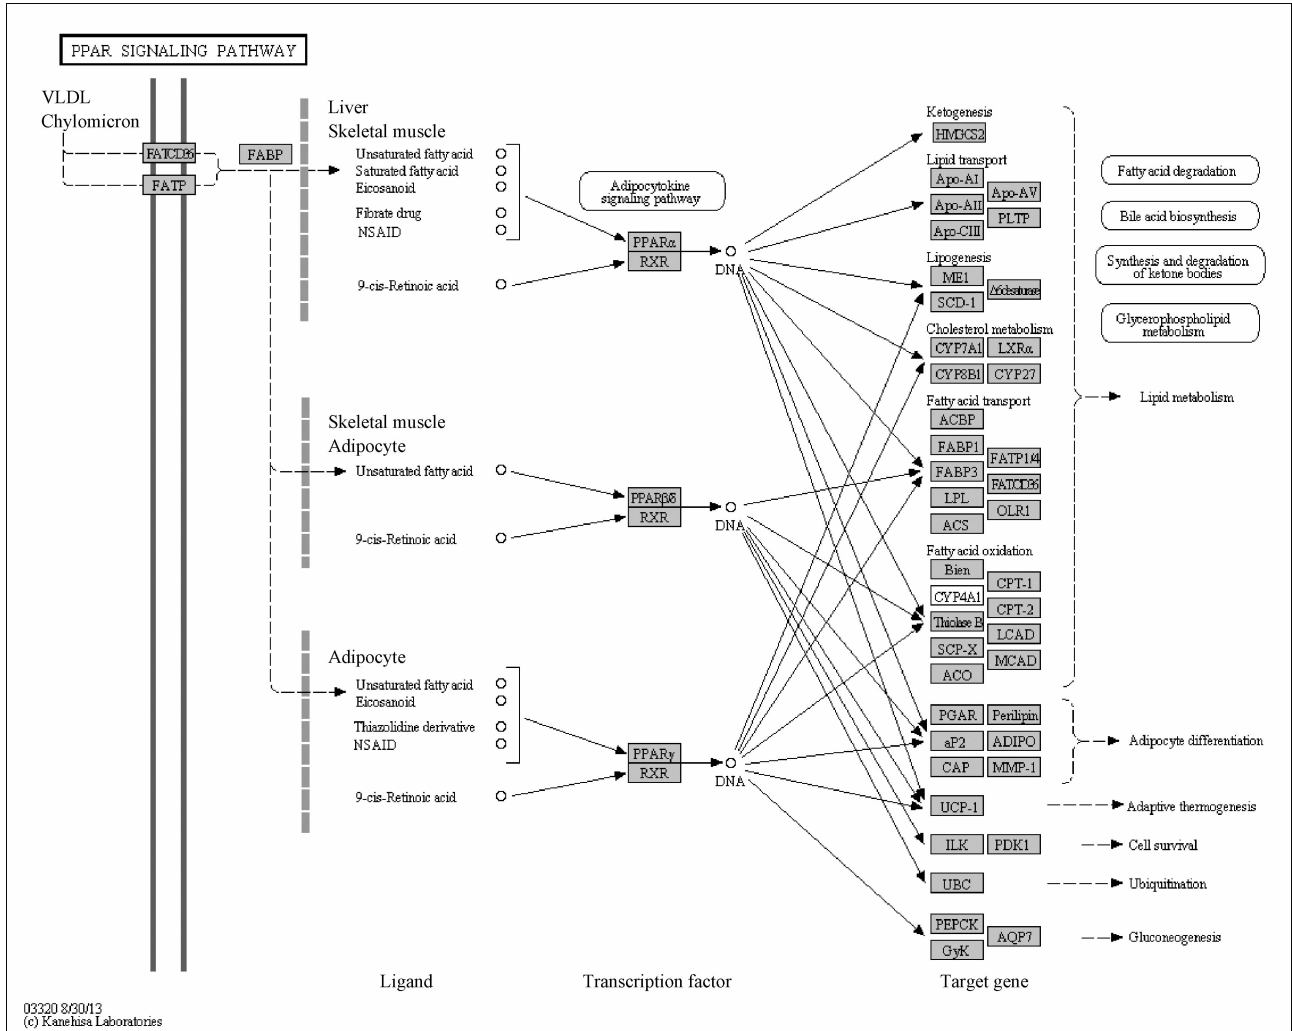 PPAR SIGNALING PATHWAY
VLDL
Chylomicron
FATCD36
FATP
FABP
Liver
Skeletal muscle
Unsaturated fatty acid
Saturated fatty acid
Eicosanoid
Fibrate drug
NSAID
9-cis-Retinoic acid
Adipocytokine
signaling pathway
PPARα
RXR
DNA
Skeletal muscle
Adipocyte
Unsaturated fatty acid
9-cis-Retinoic acid
PPARβ/δ
RXR
DNA
Adipocyte
Unsaturated fatty acid
Eicosanoid
Thiazolidine derivative
NSAID
9-cis-Retinoic acid
PPARγ
RXR
DNA
Ketogenesis
HMGCS2
Lipid transport
Apo-AI
Apo-AV
Apo-AII
PLTP
Apo-CIII
Lipogenesis
ME1
Δ6desaturase
SCD-1
Cholesterol metabolism
CYP7A1 LXRα
CYP8B1 CYP27
Fatty acid transport
ACBP
FABP1
FATP1/4
FABP3
FATCD36
LPL
OLR1
ACS
Fatty acid oxidation
Bien
CPT-1
CYP4A1
CPT-2
Thiolase B
LCAD
SCP-X
MCAD
ACO
PGAR Perilipin
aP2 ADIPO
CAP MMP-1
UCP-1
ILK PDK1
UBC
PEPCK
AQP7
GyK
Fatty acid degradation
Bile acid biosynthesis
Synthesis and degradation
of ketone bodies
Glycerophospholipid
metabolism
Lipid metabolism
Adipocyte differentiation
Adaptive thermogenesis
Cell survival
Ubiquitination
Gluconeogenesis
Ligand
Transcription factor
Target gene
03320 8/30/13
(c) Kanehisa Laboratories